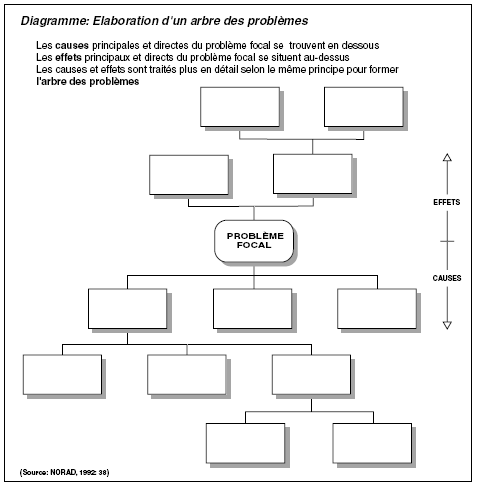 Diagramme: Elaboration d'un arbre des problèmes
Les causes principales et directes du problème focal se trouvent en dessous
Les effets principaux et directs du problème focal se situent au-dessus
Les causes et effets sont traités plus en détail selon le même principe pour former
l'arbre des problèmes
EFFETS
PROBLÈME
FOCAL
CAUSES
(Source: NORAD, 1992: 38)